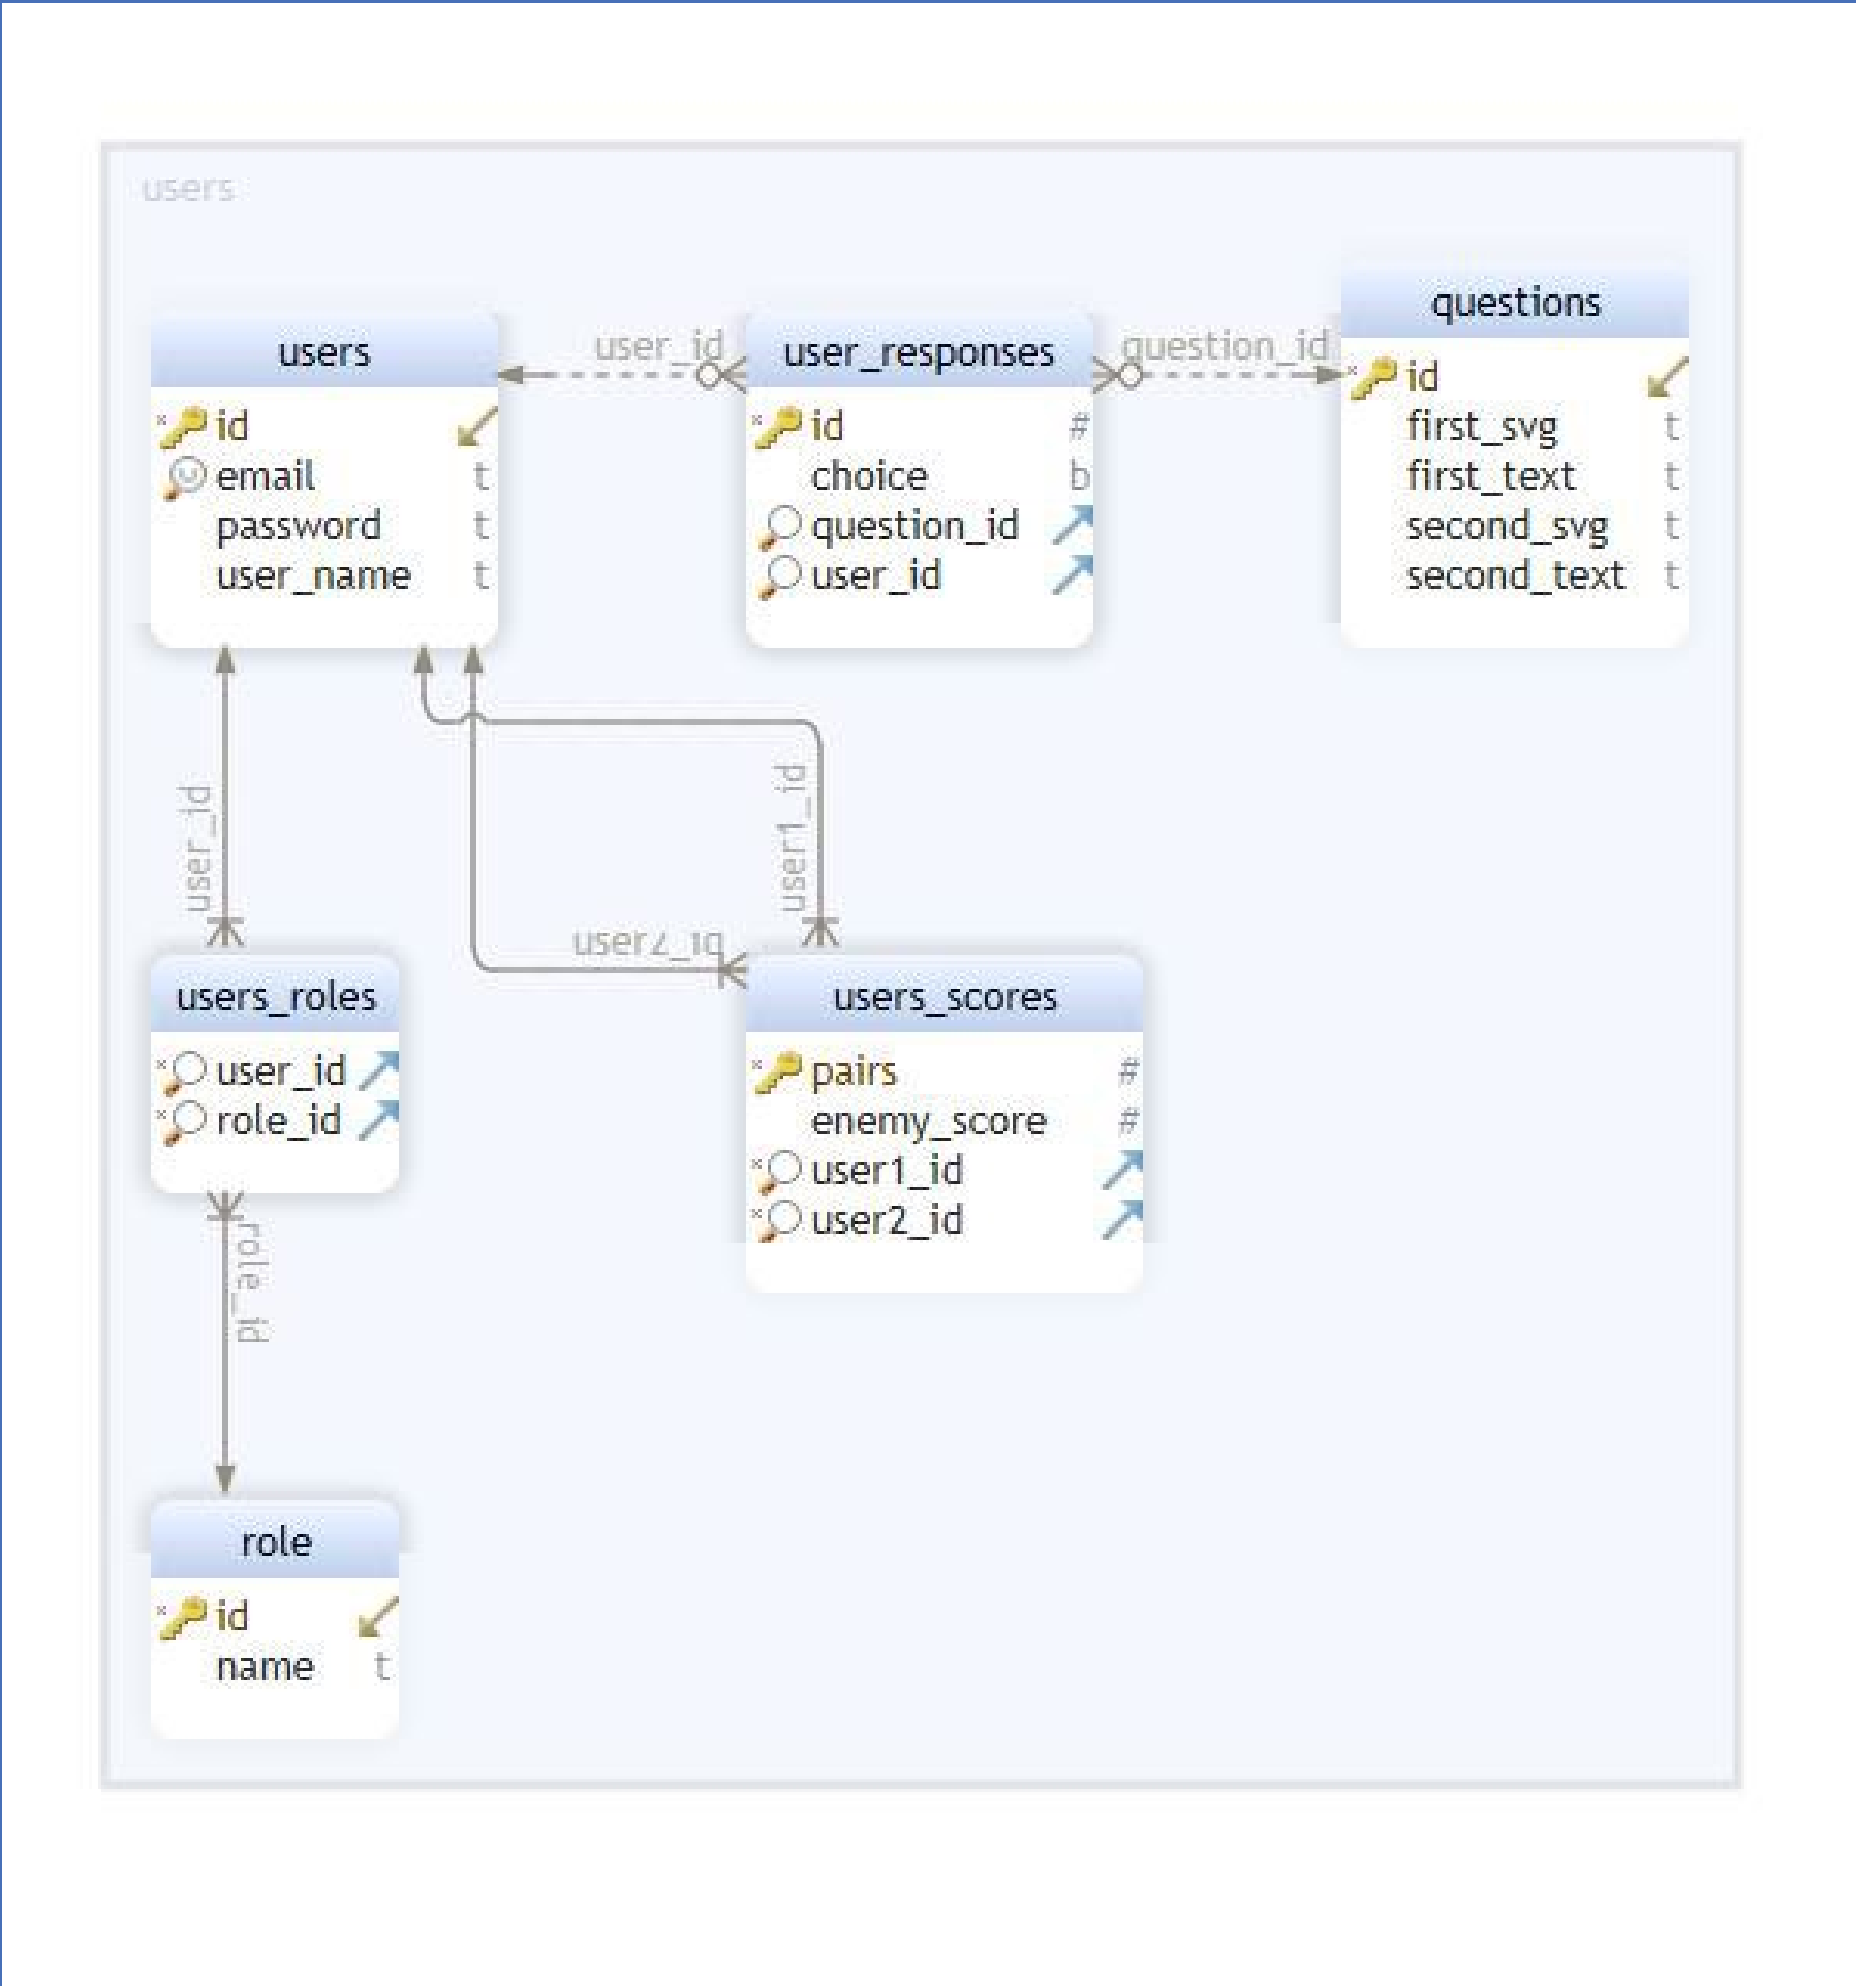 users
users
id
email t
password t
user_name t
user_id
user_responses
id #
choice b
question_id
user_id
question_id
questions
id
first_svg t
first_text t
second_svg t
second_text t
user_id
user1_id
user2_id
users_roles
user_id
role_id
users_scores
pairs #
enemy_score #
user1_id
user2_id
role_id
role
id
name t